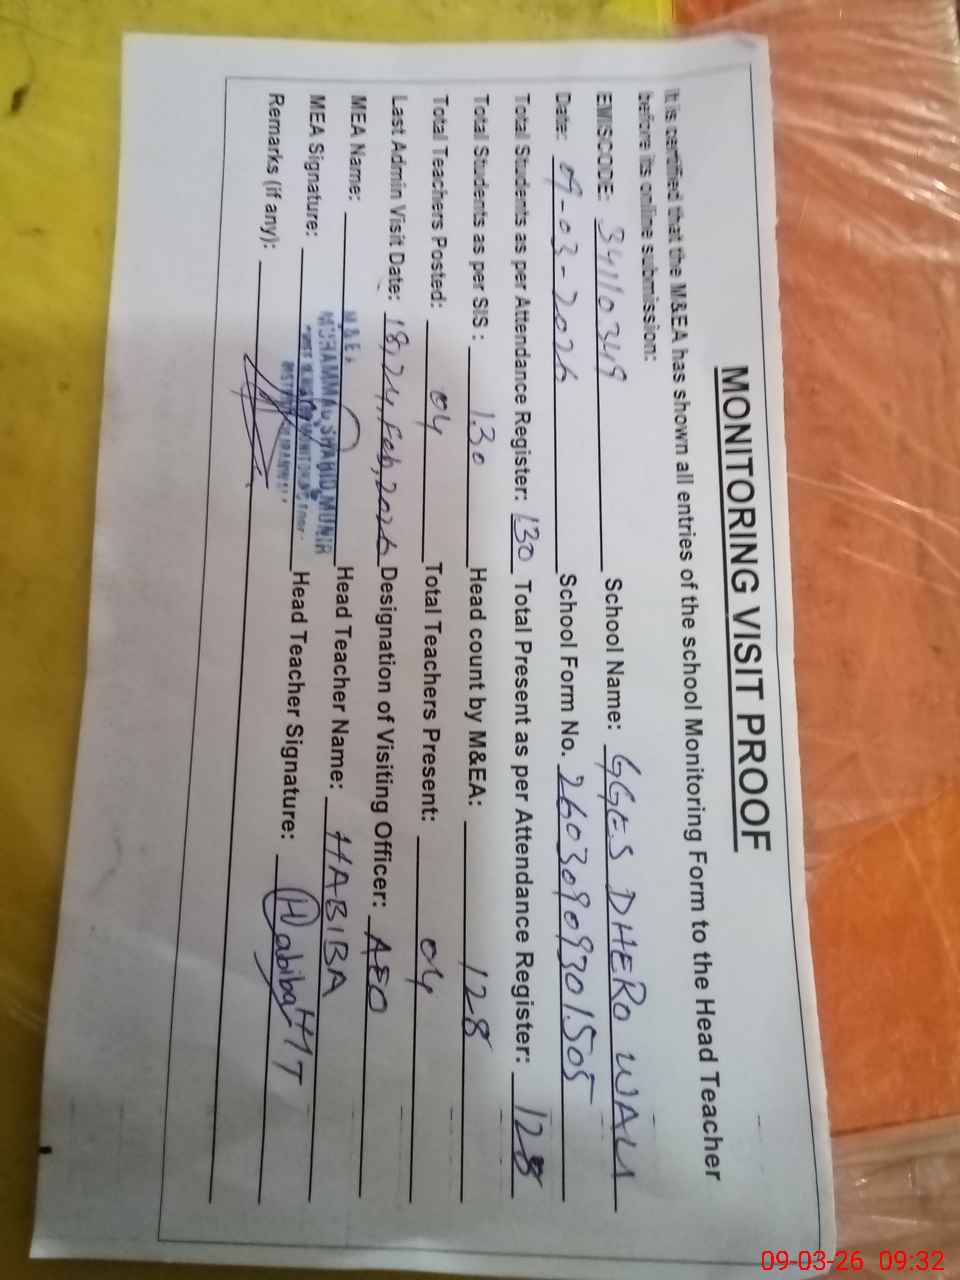 MONITORING VISIT PROOF
It is certified that the M&EA has shown all entries of the school Monitoring Form to the Head Teacher
before its online submission:
EMISCODE: 34110349 School Name: GGES DHERO WALI
Date: 09-03-2026 School Form No. 26030909301505
Total Students as per Attendance Register: 130 Total Present as per Attendance Register: 128
Total Students as per SIS: 130 Head count by M&EA: 128
Total Teachers Posted: 04 Total Teachers Present: 04
Last Admin Visit Date: 18,24,Feb,2026 Designation of Visiting Officer: AEO
MEA Name: Head Teacher Name: HABIBA
M&EA
MUHAMMAD SHAHID MUNIR
MEA Signature: Head Teacher Signature: Habiba HT
Remarks (if any):
09-03-26 09:32